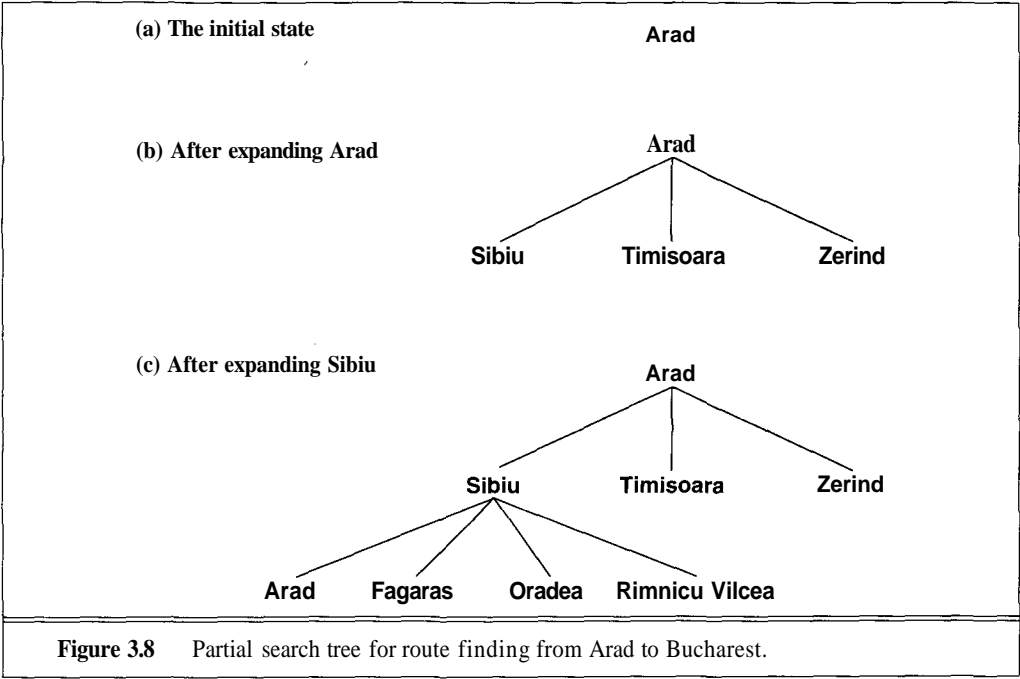 (a) The initial state
Arad
(b) After expanding Arad
Arad
Sibiu Timisoara Zerind
(c) After expanding Sibiu
Arad
Sibiu Timisoara Zerind
Arad Fagaras Oradea Rimnicu Vilcea
Figure 3.8 Partial search tree for route finding from Arad to Bucharest.